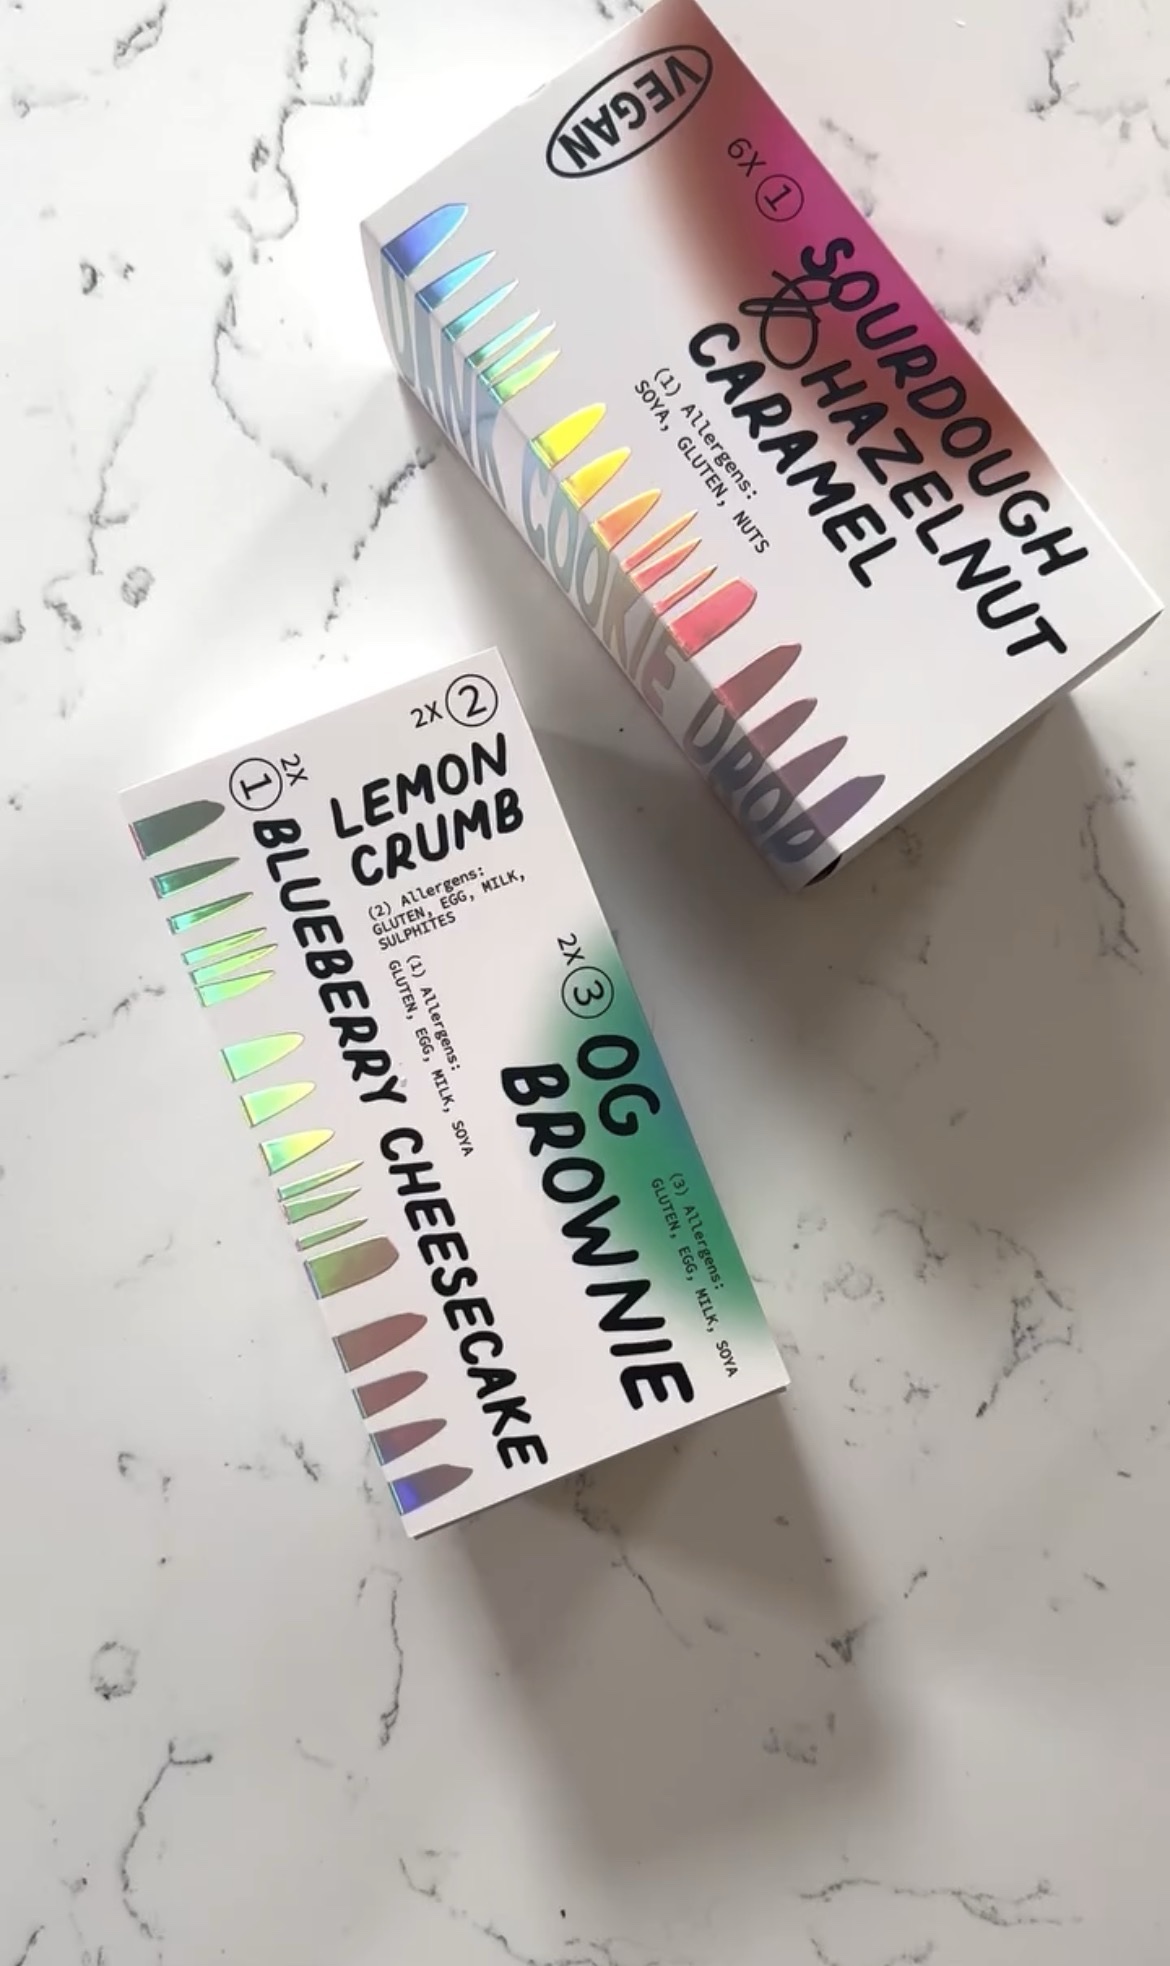 VEGAN
6X 1
SOURDOUGH
& HAZELNUT
CARAMEL
(1) Allergens:
SOYA, GLUTEN, NUTS
COOKIE DROP
2X 2
LEMON
CRUMB
(2) Allergens:
GLUTEN, EGG, MILK,
SULPHITES
2X
1 BLUEBERRY CHEESECAKE
(1) Allergens:
GLUTEN, EGG, MILK, SOYA
2X 3 OG
BROWNIE
(3) Allergens:
GLUTEN, EGG, MILK, SOYA